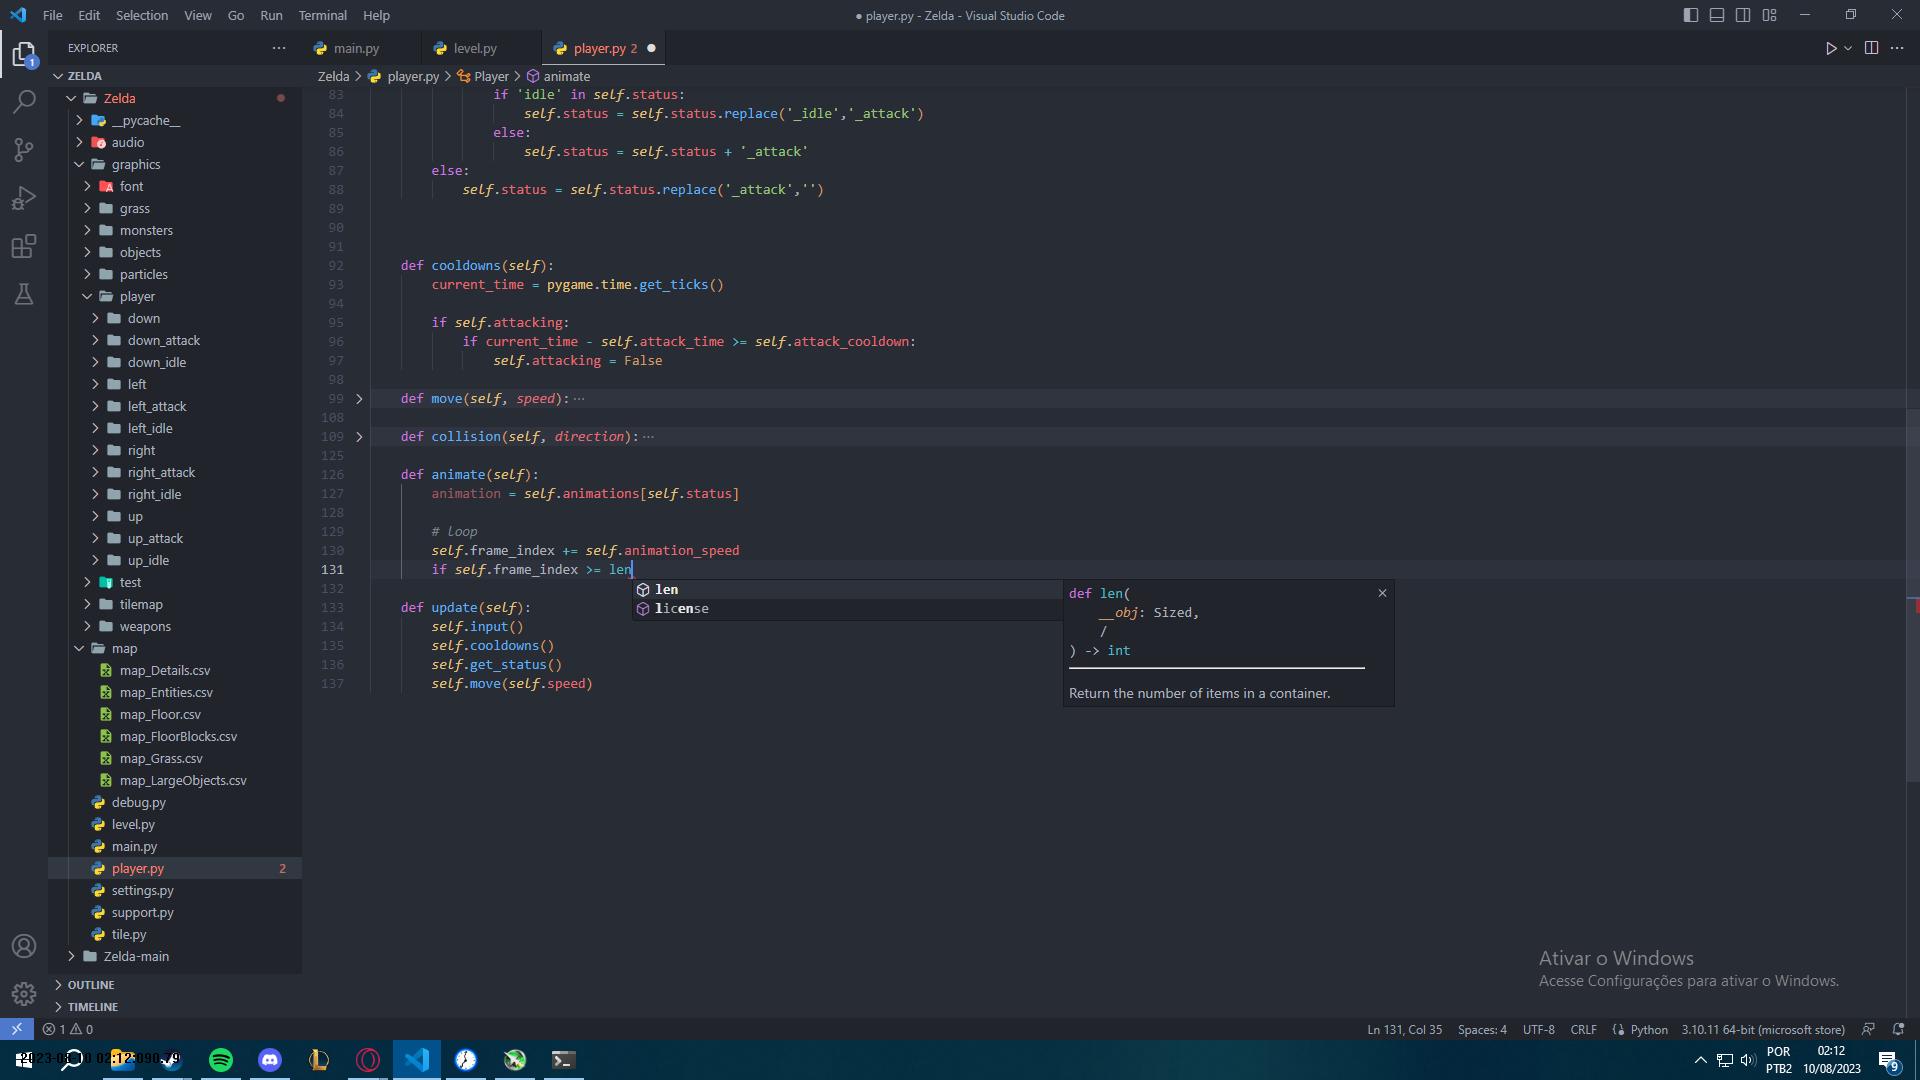 File Edit Selection View Go Run Terminal Help
● player.py - Zelda - Visual Studio Code
EXPLORER
main.py
level.py
player.py 2
ZELDA
Zelda > player.py > Player > animate
Zelda
__pycache__
audio
graphics
font
grass
monsters
objects
particles
player
down
down_attack
down_idle
left
left_attack
left_idle
right
right_attack
right_idle
up
up_attack
up_idle
test
tilemap
weapons
map
map_Details.csv
map_Entities.csv
map_Floor.csv
map_FloorBlocks.csv
map_Grass.csv
map_LargeObjects.csv
debug.py
level.py
main.py
player.py 2
settings.py
support.py
tile.py
Zelda-main
OUTLINE
TIMELINE
83 if 'idle' in self.status:
84 self.status = self.status.replace('_idle','_attack')
85 else:
86 self.status = self.status + '_attack'
87 else:
88 self.status = self.status.replace('_attack','')
89
90
91
92 def cooldowns(self):
93 current_time = pygame.time.get_ticks()
94
95 if self.attacking:
96 if current_time - self.attack_time >= self.attack_cooldown:
97 self.attacking = False
98
99 def move(self, speed):···
108
109 def collision(self, direction):···
125
126 def animate(self):
127 animation = self.animations[self.status]
128
129 # loop
130 self.frame_index += self.animation_speed
131 if self.frame_index >= len
132
133 def update(self):
134 self.input()
135 self.cooldowns()
136 self.get_status()
137 self.move(self.speed)
len
license
def len(
__obj: Sized,
/
) -> int
Return the number of items in a container.
Ativar o Windows
Acesse Configurações para ativar o Windows.
1
1 0
Ln 131, Col 35 Spaces: 4 UTF-8 CRLF Python 3.10.11 64-bit (microsoft store)
POR
PTB2
02:12
10/08/2023
9